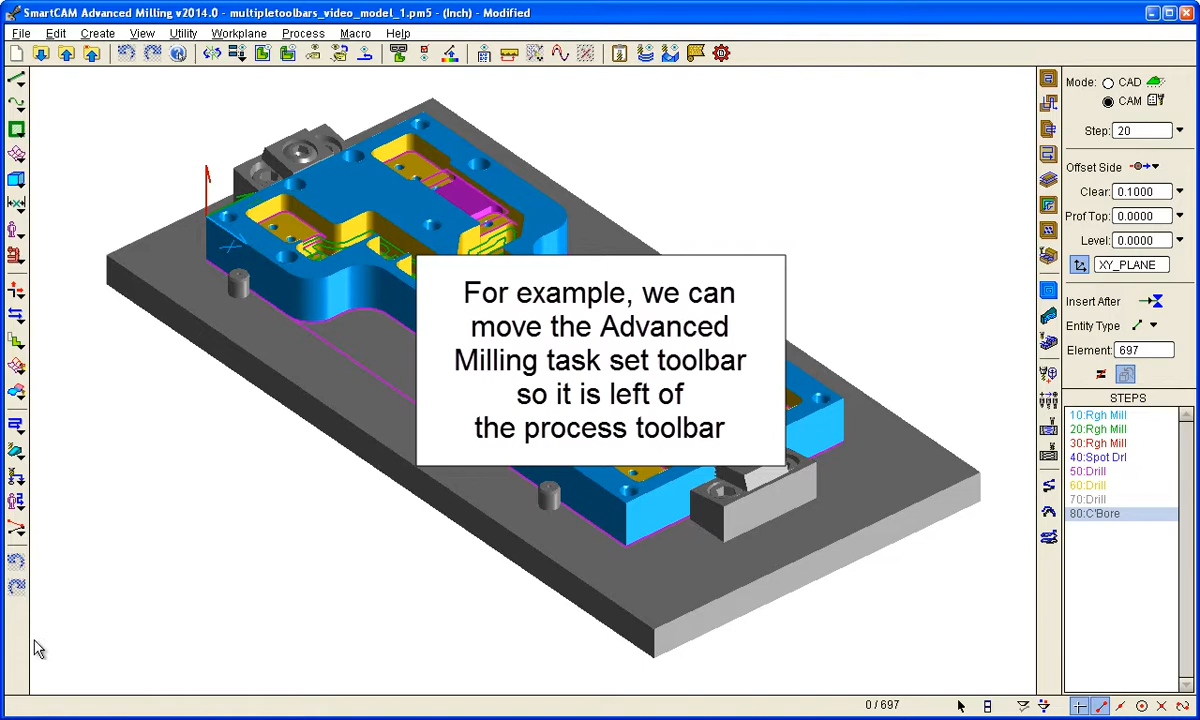 SmartCAM Advanced Milling v2014.0 - multipletoolbars_video_model_1.pm5 - (Inch) - Modified
File Edit Create View Utility Workplane Process Macro Help
Mode: CAD
CAM
Step: 20
Offset Side
Clear: 0.1000
Prof Top: 0.0000
Level: 0.0000
XY_PLANE
Insert After
Entity Type
Element: 697
STEPS
10:Rgh Mill
20:Rgh Mill
30:Rgh Mill
40:Spot Drl
50:Drill
60:Drill
70:Drill
80:C'Bore
For example, we can
move the Advanced
Milling task set toolbar
so it is left of
the process toolbar
0 / 697